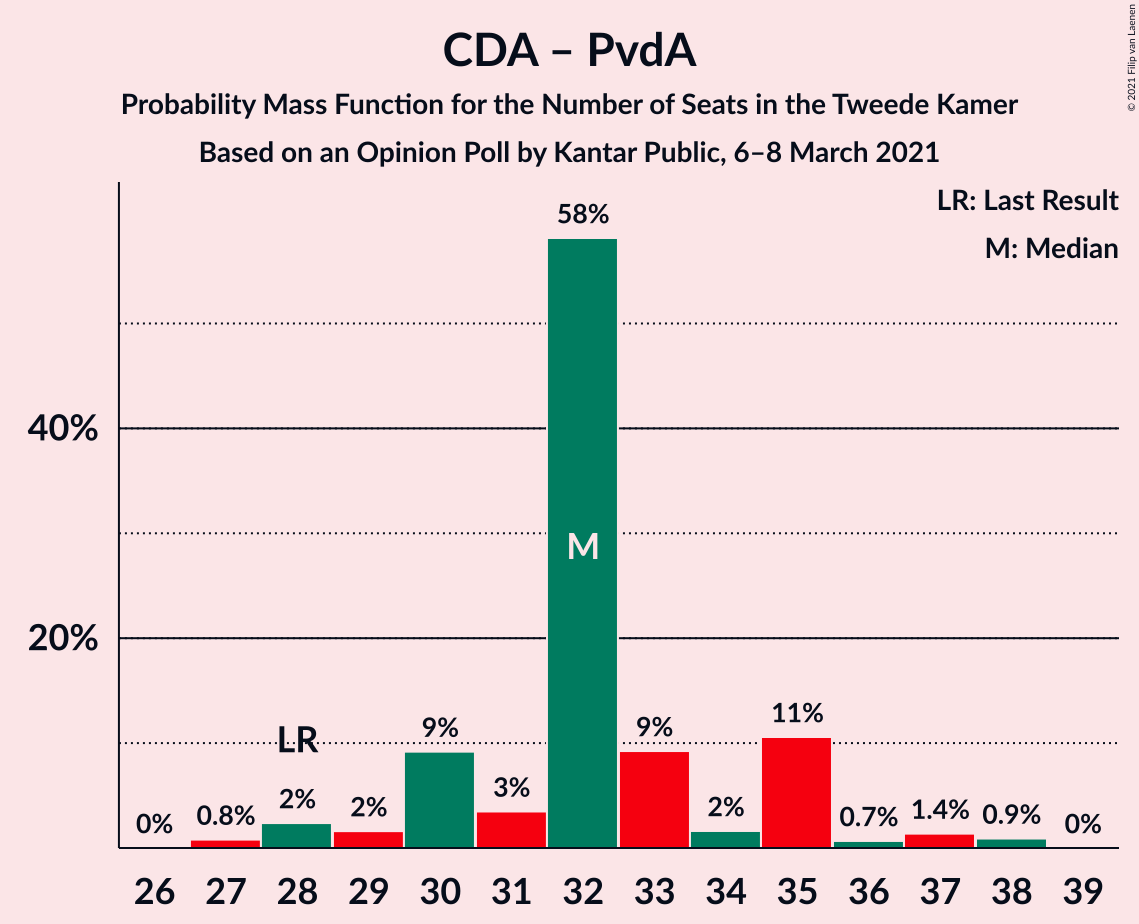 CDA – PvdA
Probability Mass Function for the Number of Seats in the Tweede Kamer
Based on an Opinion Poll by Kantar Public, 6–8 March 2021
© 2021 Filip van Laenen
LR: Last Result
M: Median
58%
40%
20%
M
LR
0%
0.8%
2%
2%
9%
3%
9%
2%
11%
0.7%
1.4%
0.9%
0%
26 27 28 29 30 31 32 33 34 35 36 37 38 39